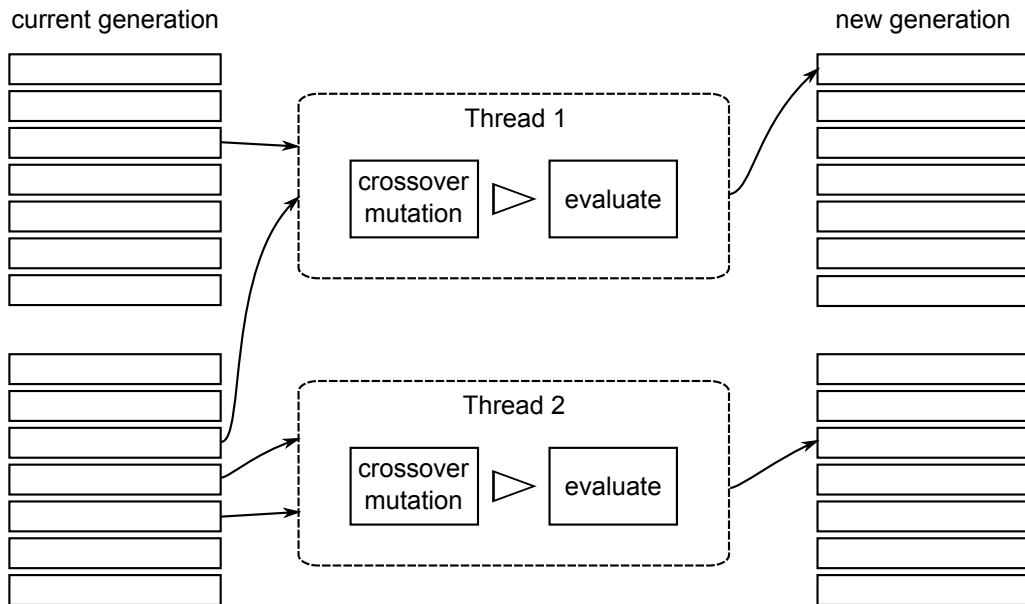 current generation
new generation
Thread 1
crossover
mutation
evaluate
Thread 2
crossover
mutation
evaluate